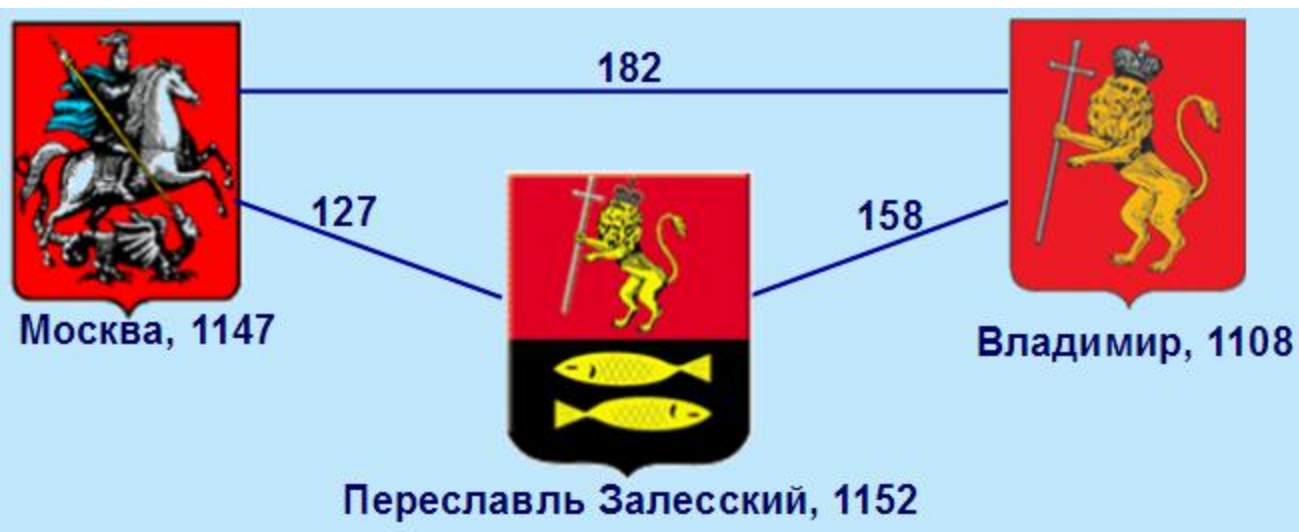 182
127
158
Москва, 1147
Владимир, 1108
Переславль Залесский, 1152